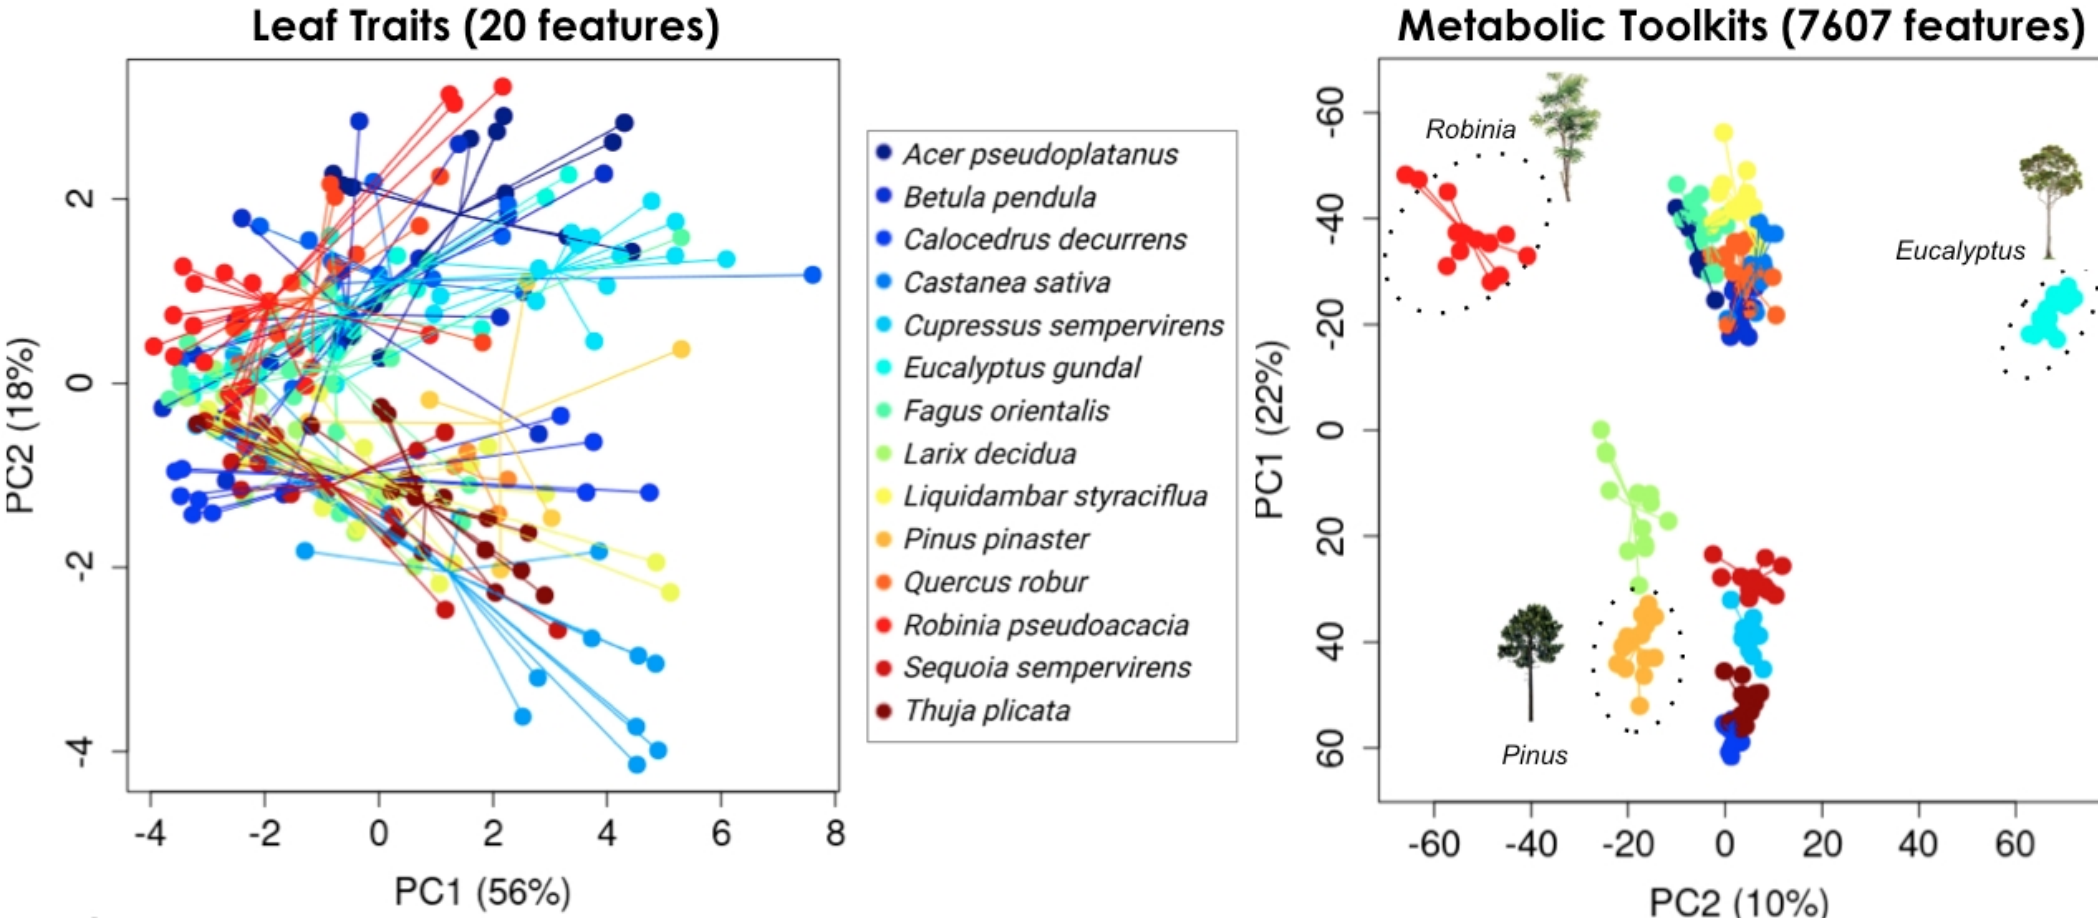 Leaf Traits (20 features)
PC2 (18%)
2
0
-2
-4
-4 -2 0 2 4 6 8
PC1 (56%)
Acer pseudoplatanus
Betula pendula
Calocedrus decurrens
Castanea sativa
Cupressus sempervirens
Eucalyptus gundal
Fagus orientalis
Larix decidua
Liquidambar styraciflua
Pinus pinaster
Quercus robur
Robinia pseudoacacia
Sequoia sempervirens
Thuja plicata
Metabolic Toolkits (7607 features)
PC1 (22%)
-60
-40
-20
0
20
40
60
Robinia
Eucalyptus
Pinus
-60 -40 -20 0 20 40 60
PC2 (10%)